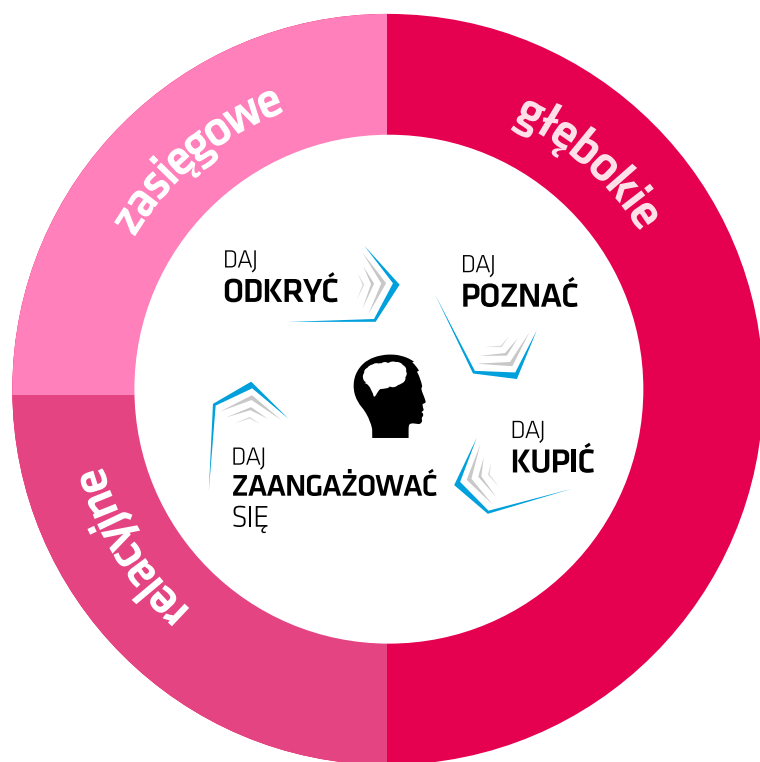 zasięgowe
głębokie
DAJ
ODKRYĆ
DAJ
POZNAĆ
DAJ
KUPIĆ
DAJ
ZAANGAŻOWAĆ
SIĘ
relacyjne